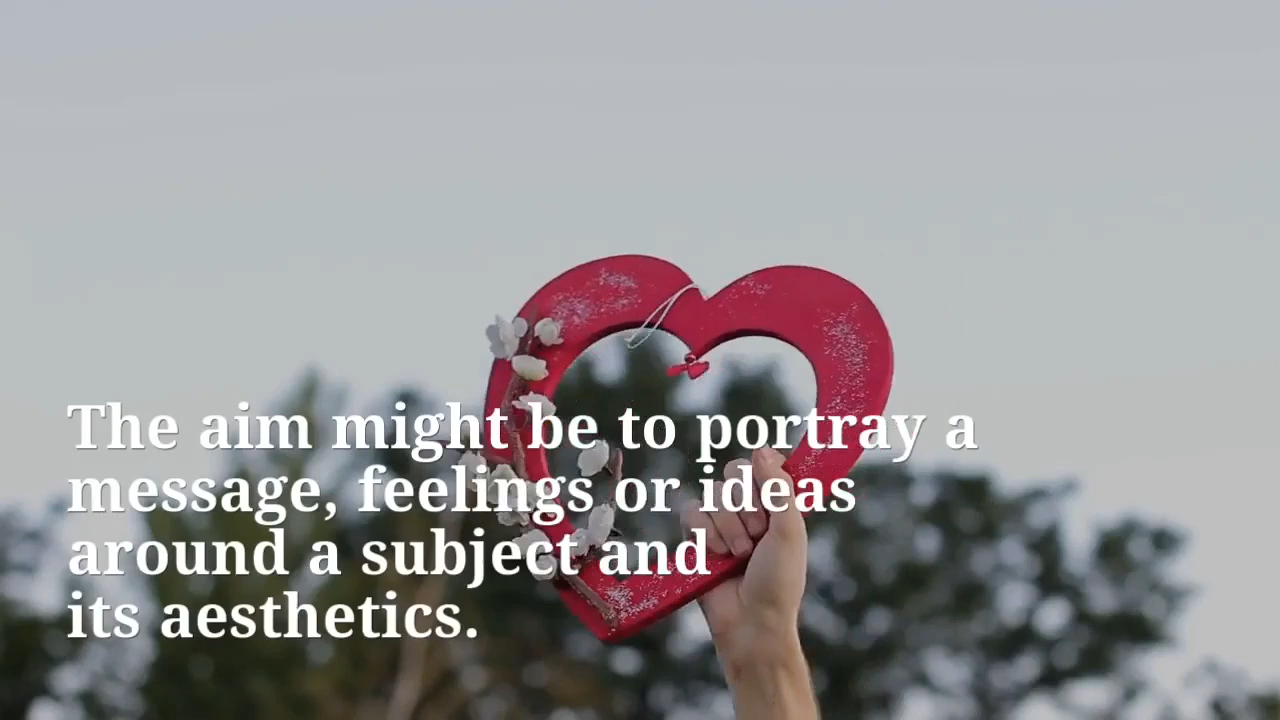 The aim might be to portray a
message, feelings or ideas
around a subject and
its aesthetics.